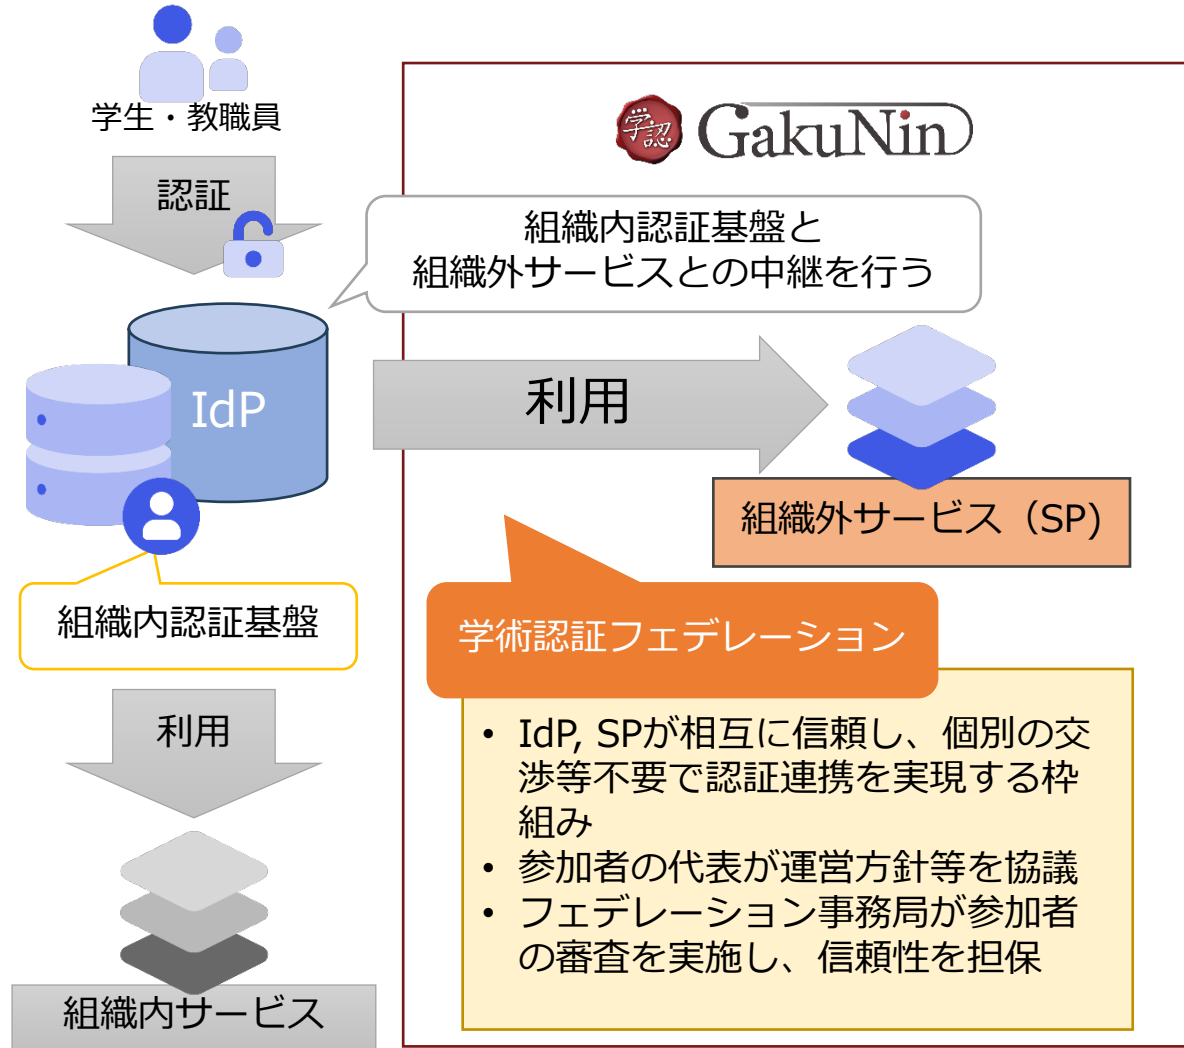 学生・教職員
認証
学認
GakuNin
組織内認証基盤と
組織外サービスとの中継を行う
IdP
利用
組織外サービス（SP)
組織内認証基盤
学術認証フェデレーション
利用
• IdP, SPが相互に信頼し、個別の交
渉等不要で認証連携を実現する枠
組み
• 参加者の代表が運営方針等を協議
• フェデレーション事務局が参加者
の審査を実施し、信頼性を担保
組織内サービス